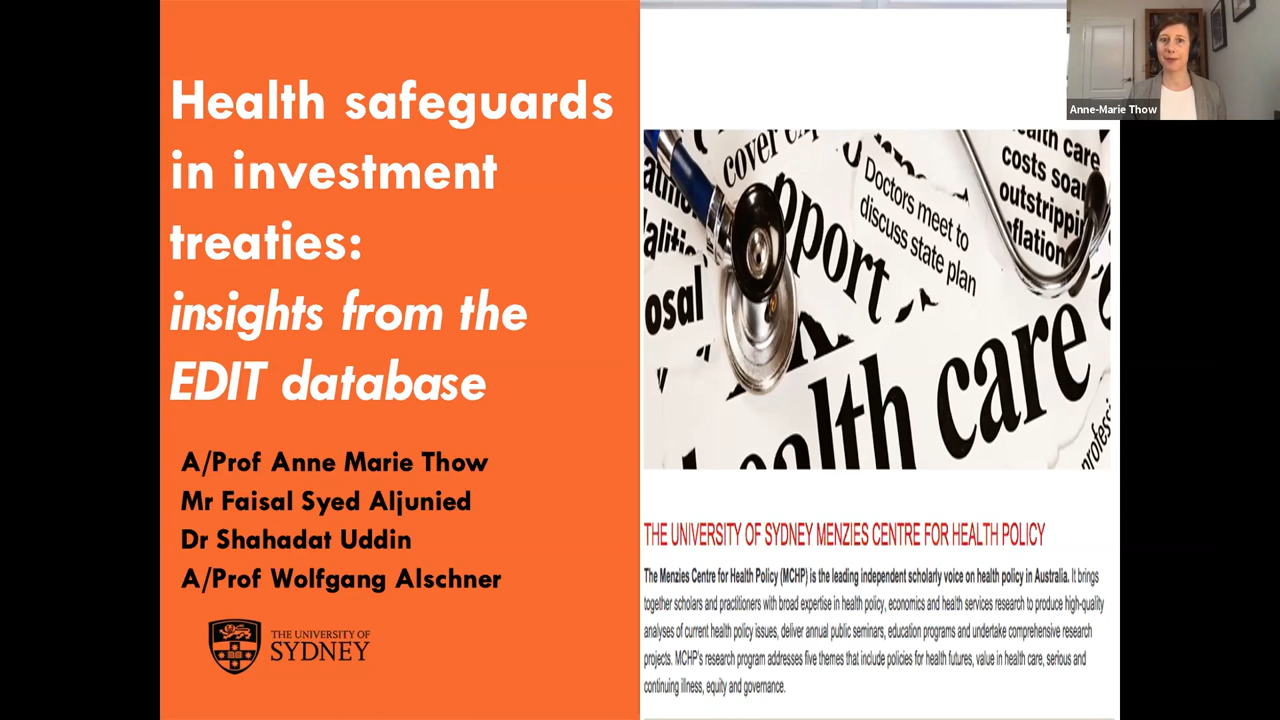 Health safeguards
in investment
treaties:
insights from the
EDIT database
A/Prof Anne Marie Thow
Mr Faisal Syed Aljunied
Dr Shahadat Uddin
A/Prof Wolfgang Alschner
THE UNIVERSITY OF
SYDNEY
Anne-Marie Thow
cover
Doctors meet to
discuss state plan
health care
costs soar
outstripping
health care
THE UNIVERSITY OF SYDNEY MENZIES CENTRE FOR HEALTH POLICY
The Menzies Centre for Health Policy (MCHP) is the leading independent scholarly voice on health policy in Australia. It brings
together scholars and practitioners with broad expertise in health policy, economics and health services research to produce high-quality
analyses of current health policy issues, deliver annual public seminars, education programs and undertake comprehensive research
projects. MCHP's research program addresses five themes that include policies for health futures, value in health care, serious and
continuing illness, equity and governance.